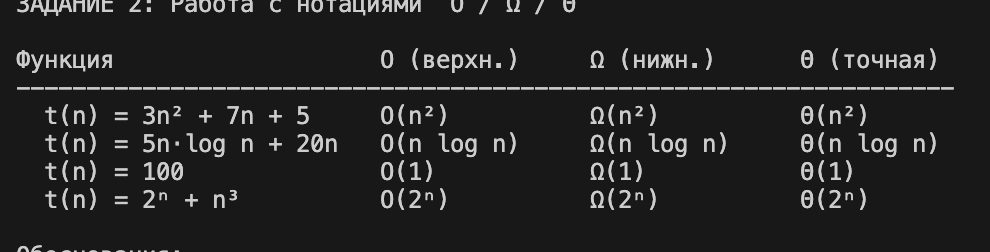 ЗАДАНИЕ 2: Работа с нотациями O / Ω / θ
Функция O (верхн.) Ω (нижн.) θ (точная)
t(n) = 3n² + 7n + 5 O(n²) Ω(n²) θ(n²)
t(n) = 5n·log n + 20n O(n log n) Ω(n log n) θ(n log n)
t(n) = 100 O(1) Ω(1) θ(1)
t(n) = 2ⁿ + n³ O(2ⁿ) Ω(2ⁿ) θ(2ⁿ)